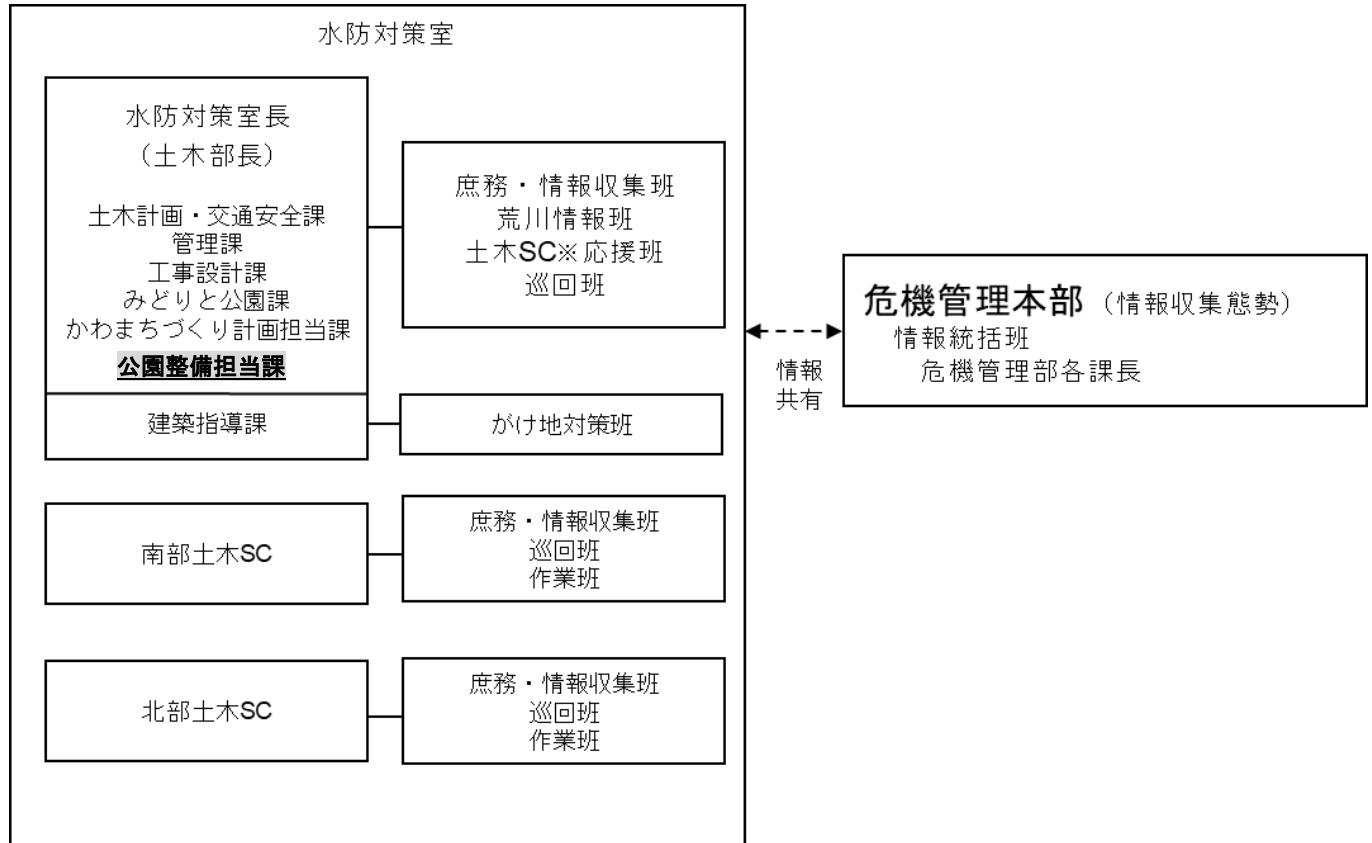 水防対策室
水防対策室長
（土木部長）
土木計画・交通安全課
管理課
工事設計課
みどりと公園課
かわまちづくり計画担当課
公園整備担当課
建築指導課
庶務・情報収集班
荒川情報班
土木SC※応援班
巡回班
がけ地対策班
南部土木SC
庶務・情報収集班
巡回班
作業班
北部土木SC
庶務・情報収集班
巡回班
作業班
情報
共有
危機管理本部（情報収集態勢）
情報統括班
危機管理部各課長